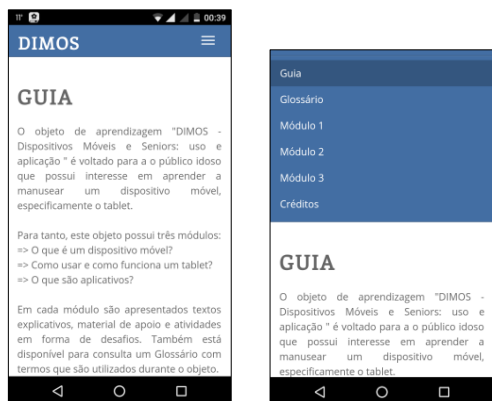 11° 00:39
DIMOS
GUIA
O objeto de aprendizagem "DIMOS -
Dispositivos Móveis e Seniors: uso e
aplicação " é voltado para a o público idoso
que possui interesse em aprender a
manusear um dispositivo móvel,
especificamente o tablet.
Para tanto, este objeto possui três módulos:
=> O que é um dispositivo móvel?
=> Como usar e como funciona um tablet?
=> O que são aplicativos?
Em cada módulo são apresentados textos
explicativos, material de apoio e atividades
em forma de desafios. Também está
disponível para consulta um Glossário com
termos que são utilizados durante o objeto.
Guia
Glossário
Módulo 1
Módulo 2
Módulo 3
Créditos
GUIA
O objeto de aprendizagem "DIMOS -
Dispositivos Móveis e Seniors: uso e
aplicação " é voltado para a o público idoso
que possui interesse em aprender a
manusear um dispositivo móvel,
especificamente o tablet.